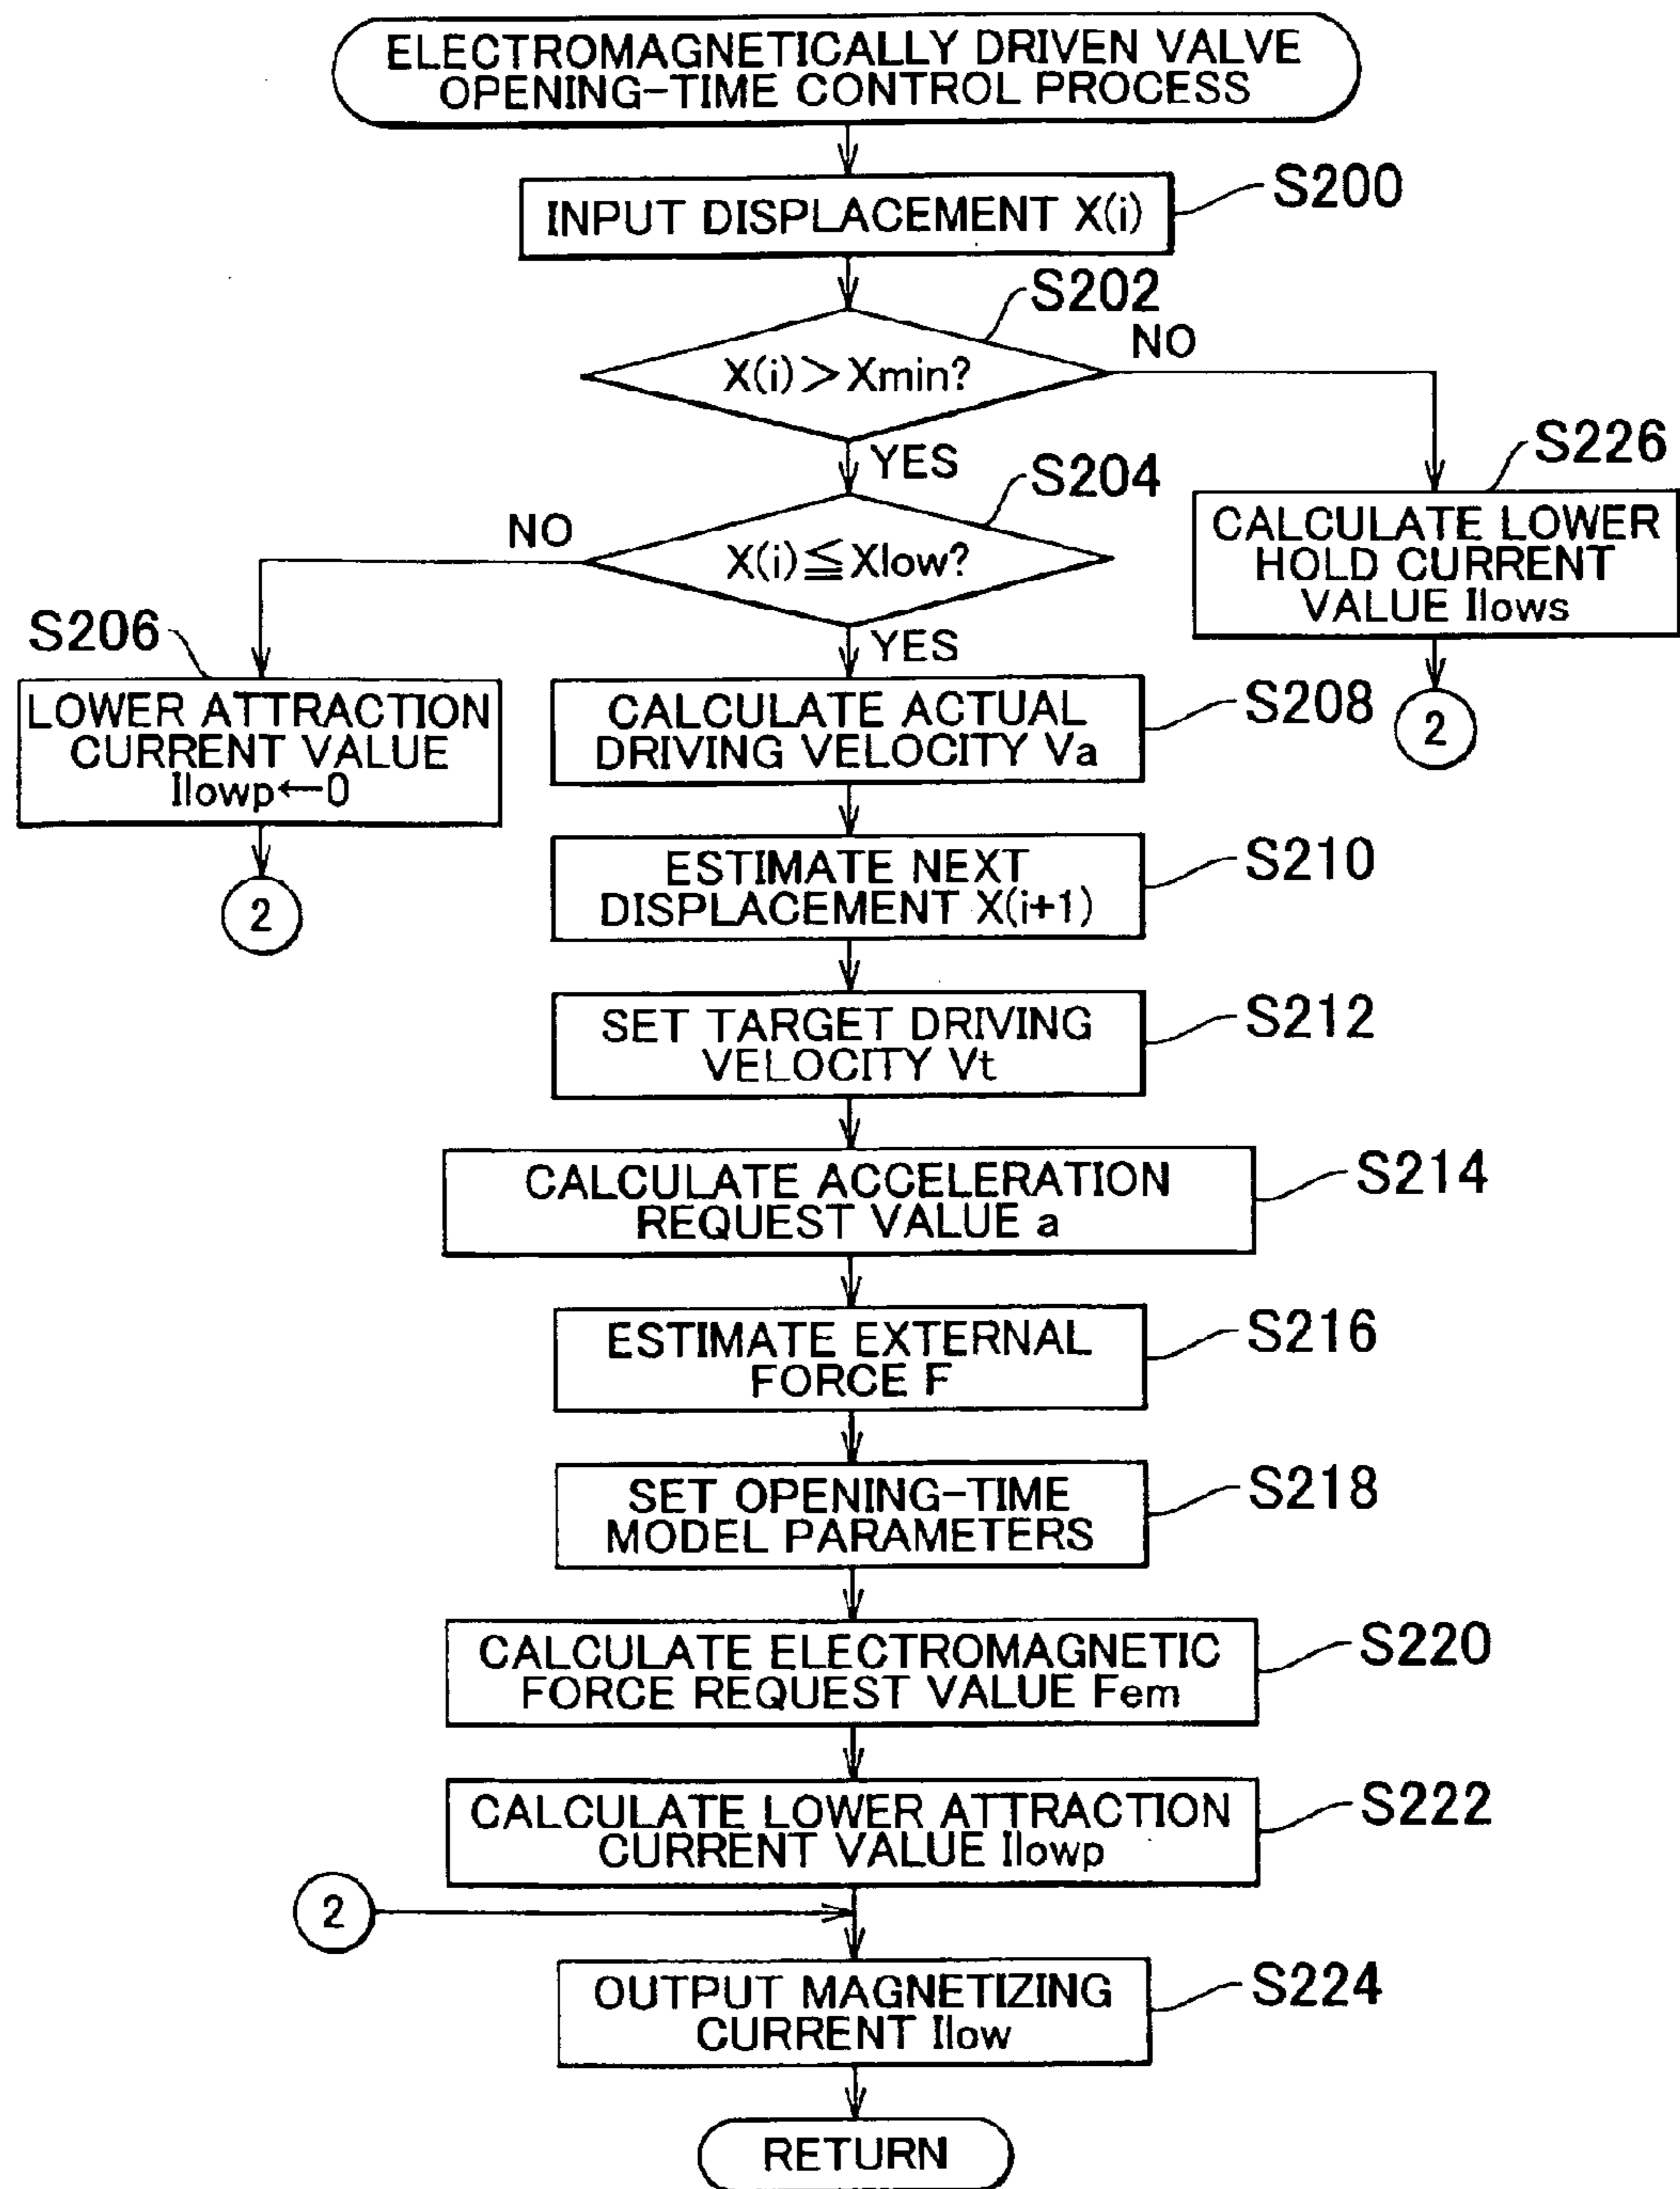 ELECTROMAGNETICALLY DRIVEN VALVE
OPENING-TIME CONTROL PROCESS
S200
INPUT DISPLACEMENT X(i)
S202
X(i)>Xmin?
NO
YES
S204
X(i)≦Xlow?
NO
YES
S226
CALCULATE LOWER
HOLD CURRENT
VALUE Ilows
2
S206
LOWER ATTRACTION
CURRENT VALUE
Ilowp←0
2
S208
CALCULATE ACTUAL
DRIVING VELOCITY Va
S210
ESTIMATE NEXT
DISPLACEMENT X(i+1)
S212
SET TARGET DRIVING
VELOCITY Vt
S214
CALCULATE ACCELERATION
REQUEST VALUE a
S216
ESTIMATE EXTERNAL
FORCE F
S218
SET OPENING-TIME
MODEL PARAMETERS
S220
CALCULATE ELECTROMAGNETIC
FORCE REQUEST VALUE Fem
S222
CALCULATE LOWER ATTRACTION
CURRENT VALUE Ilowp
2
S224
OUTPUT MAGNETIZING
CURRENT Ilow
RETURN